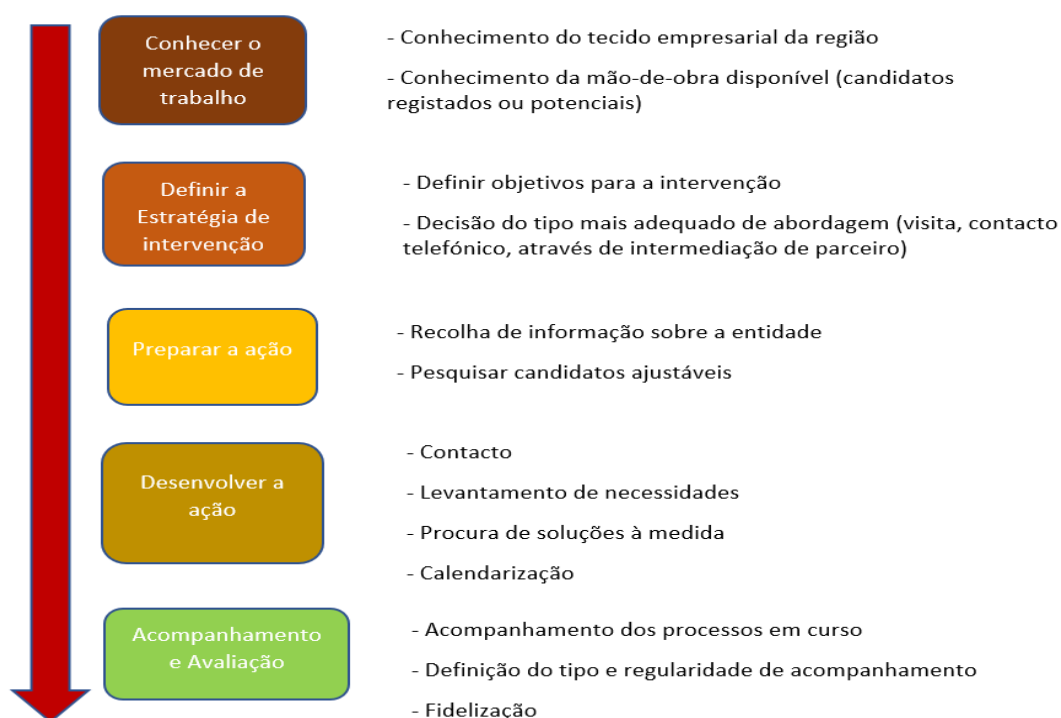 Conhecer o
mercado de
trabalho
- Conhecimento do tecido empresarial da região
- Conhecimento da mão-de-obra disponível (candidatos
registados ou potenciais)
Definir a
Estratégia de
intervenção
- Definir objetivos para a intervenção
- Decisão do tipo mais adequado de abordagem (visita, contacto
telefónico, através de intermediação de parceiro)
Preparar a ação
- Recolha de informação sobre a entidade
- Pesquisar candidatos ajustáveis
Desenvolver a
ação
- Contacto
- Levantamento de necessidades
- Procura de soluções à medida
- Calendarização
Acompanhamento
e Avaliação
- Acompanhamento dos processos em curso
- Definição do tipo e regularidade de acompanhamento
- Fidelização